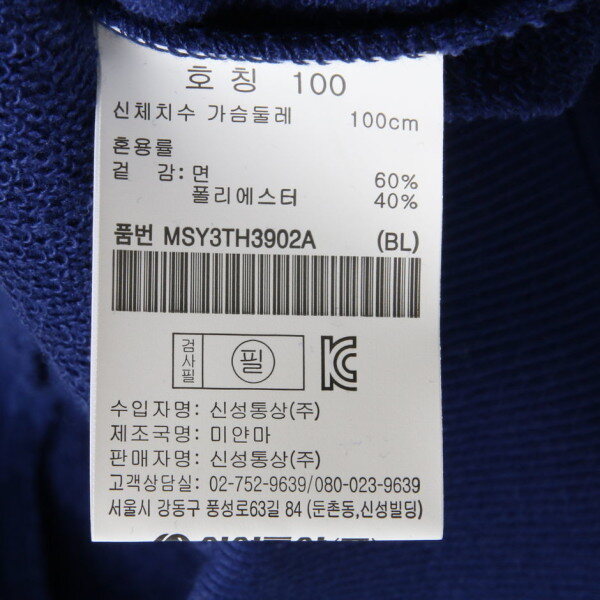 호 칭 100
신체치수 가슴둘레 100cm
혼용률
겉 감: 면 60%
폴리에스터 40%
품번 MSY3TH3902A (BL)
검사필 필
수입자명: 신성통상(주)
제조국명: 미얀마
판매자명: 신성통상(주)
고객상담실: 02-752-9639/080-023-9639
서울시 강동구 풍성로63길 84 (둔촌동,신성빌딩)